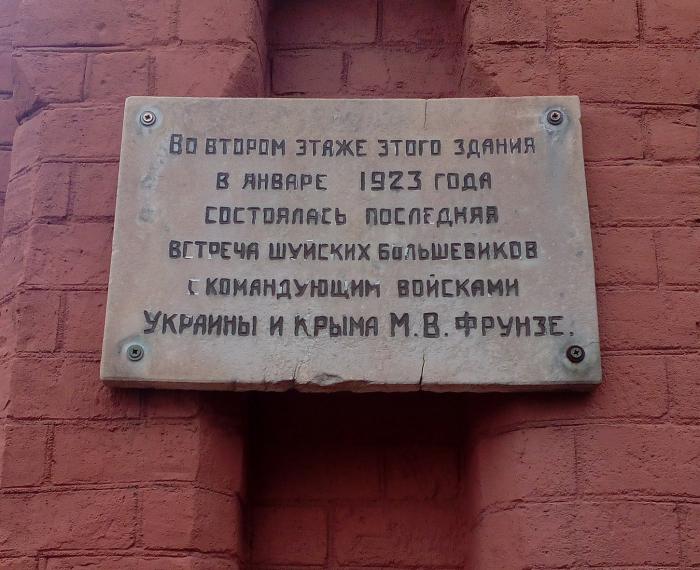 Во втором этаже этого здания
в январе 1923 года
состоялась последняя
встреча шуйских большевиков
с командующим войсками
Украины и Крыма М.В. Фрунзе.